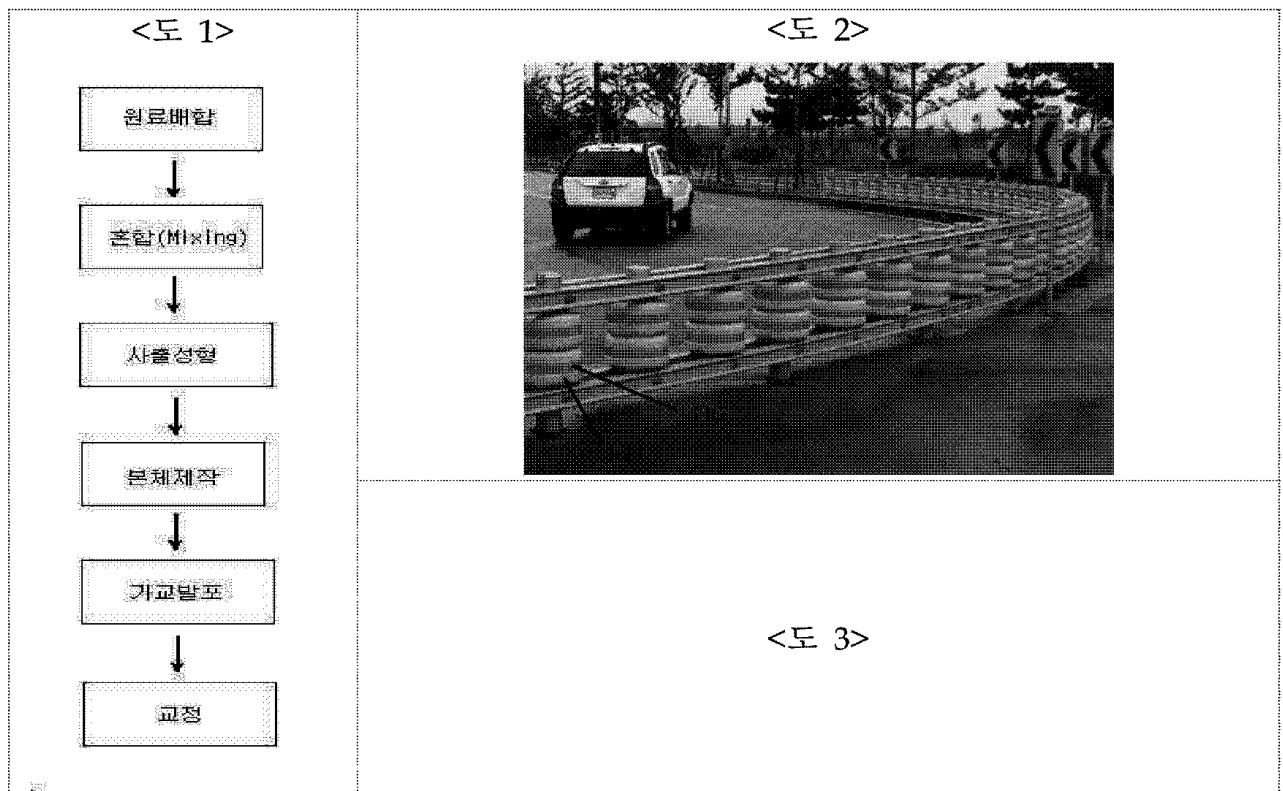 <도 1>
원료배합
혼합(Mixing)
사출성형
본체제작
가교발포
교정
<도 2>
<도 3>